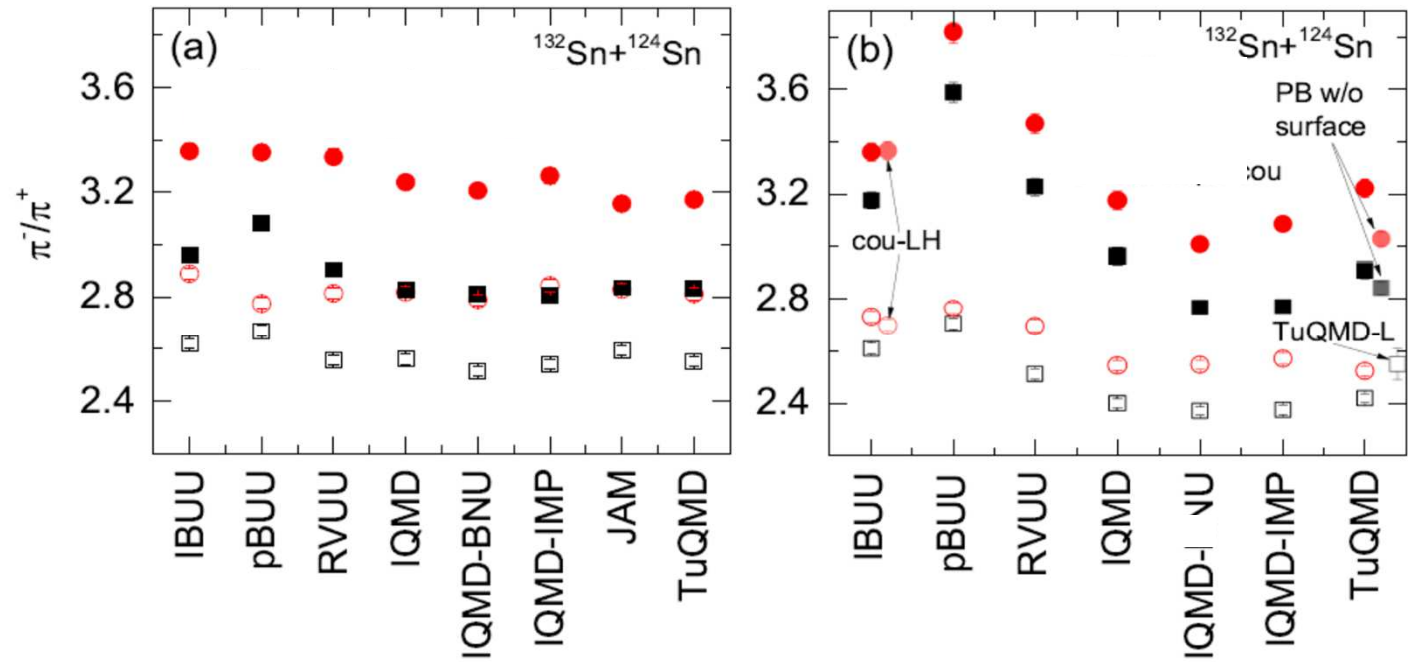 (a)
¹³²Sn+¹²⁴Sn
3.6
3.2
2.8
2.4
π⁻/π⁺
IBUU
pBUU
RVUU
IQMD
IQMD-BNU
IQMD-IMP
JAM
TuQMD
(b)
¹³²Sn+¹²⁴Sn
3.6
3.2
2.8
2.4
PB w/o
surface
cou
cou-LH
TuQMD-L
IBUU
pBUU
RVUU
IQMD
IQMD- NU
IQMD-IMP
TuQMD